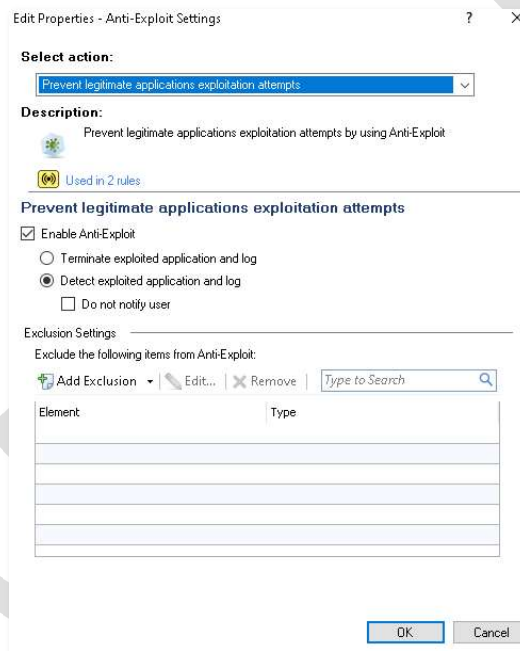 Edit Properties - Anti-Exploit Settings ? X
Select action:
Prevent legitimate applications exploitation attempts
Description:
Prevent legitimate applications exploitation attempts by using Anti-Exploit
Used in 2 rules
Prevent legitimate applications exploitation attempts
Enable Anti-Exploit
Terminate exploited application and log
Detect exploited application and log
Do not notify user
Exclusion Settings
Exclude the following items from Anti-Exploit:
Add Exclusion Edit... Remove Type to Search
Element Type
OK Cancel